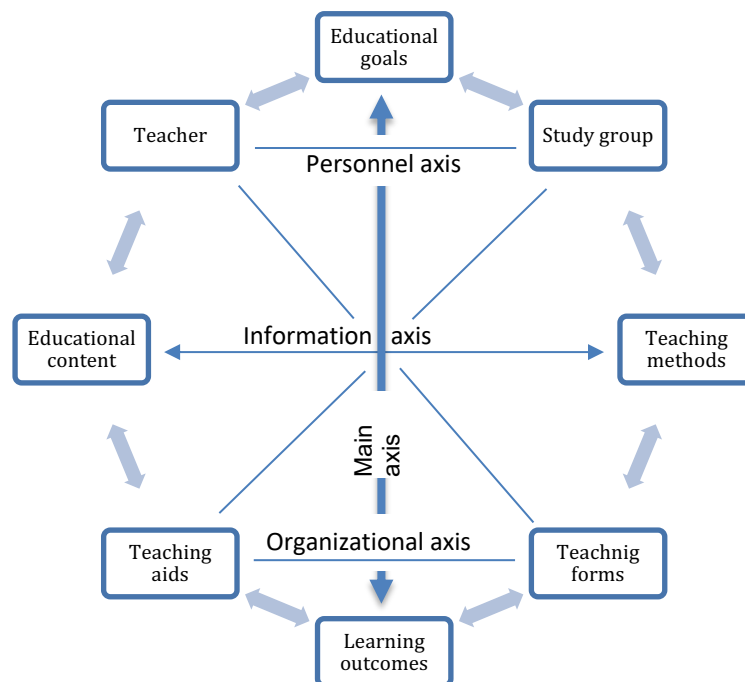 Educational
goals
Teacher
Study group
Personnel axis
Educational
content
Information axis
Teaching
methods
Main
axis
Teaching
aids
Organizational axis
Teachnig
forms
Learning
outcomes